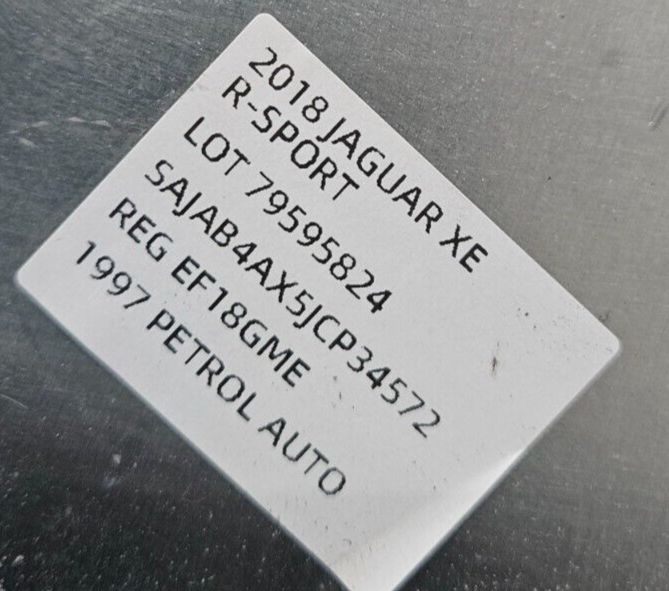 2018 JAGUAR XE
R-SPORT
LOT 79595824
SAJAB4AX5JCP34572
REG EF18GME
1997 PETROL AUTO